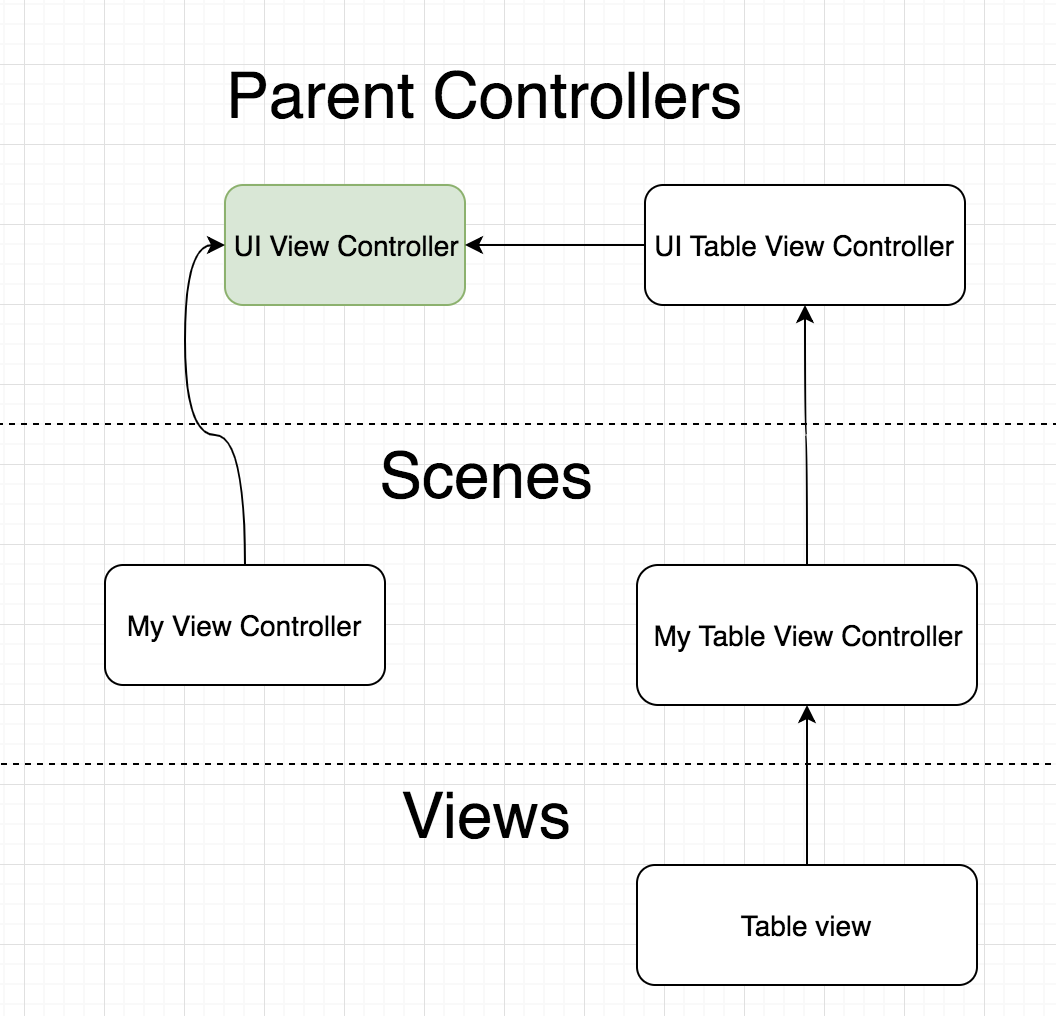 Parent Controllers
UI View Controller
UI Table View Controller
Scenes
My View Controller
My Table View Controller
Views
Table view